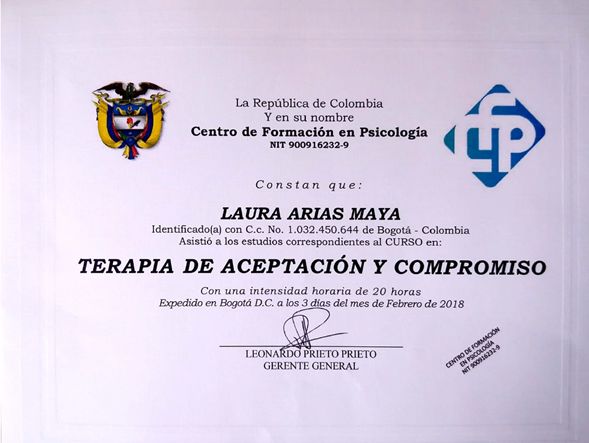 La República de Colombia
Y en su nombre
Centro de Formación en Psicología
NIT 900916232-9
cfp
Constan que:
LAURA ARIAS MAYA
Identificado(a) con C.c. No. 1.032.450.644 de Bogotá - Colombia
Asistió a los estudios correspondientes al CURSO en:
TERAPIA DE ACEPTACIÓN Y COMPROMISO
Con una intensidad horaria de 20 horas
Expedido en Bogotá D.C. a los 3 días del mes de Febrero de 2018
LEONARDO PRIETO PRIETO
GERENTE GENERAL
CENTRO DE FORMACIÓN
EN PSICOLOGÍA
NIT 900916232-9